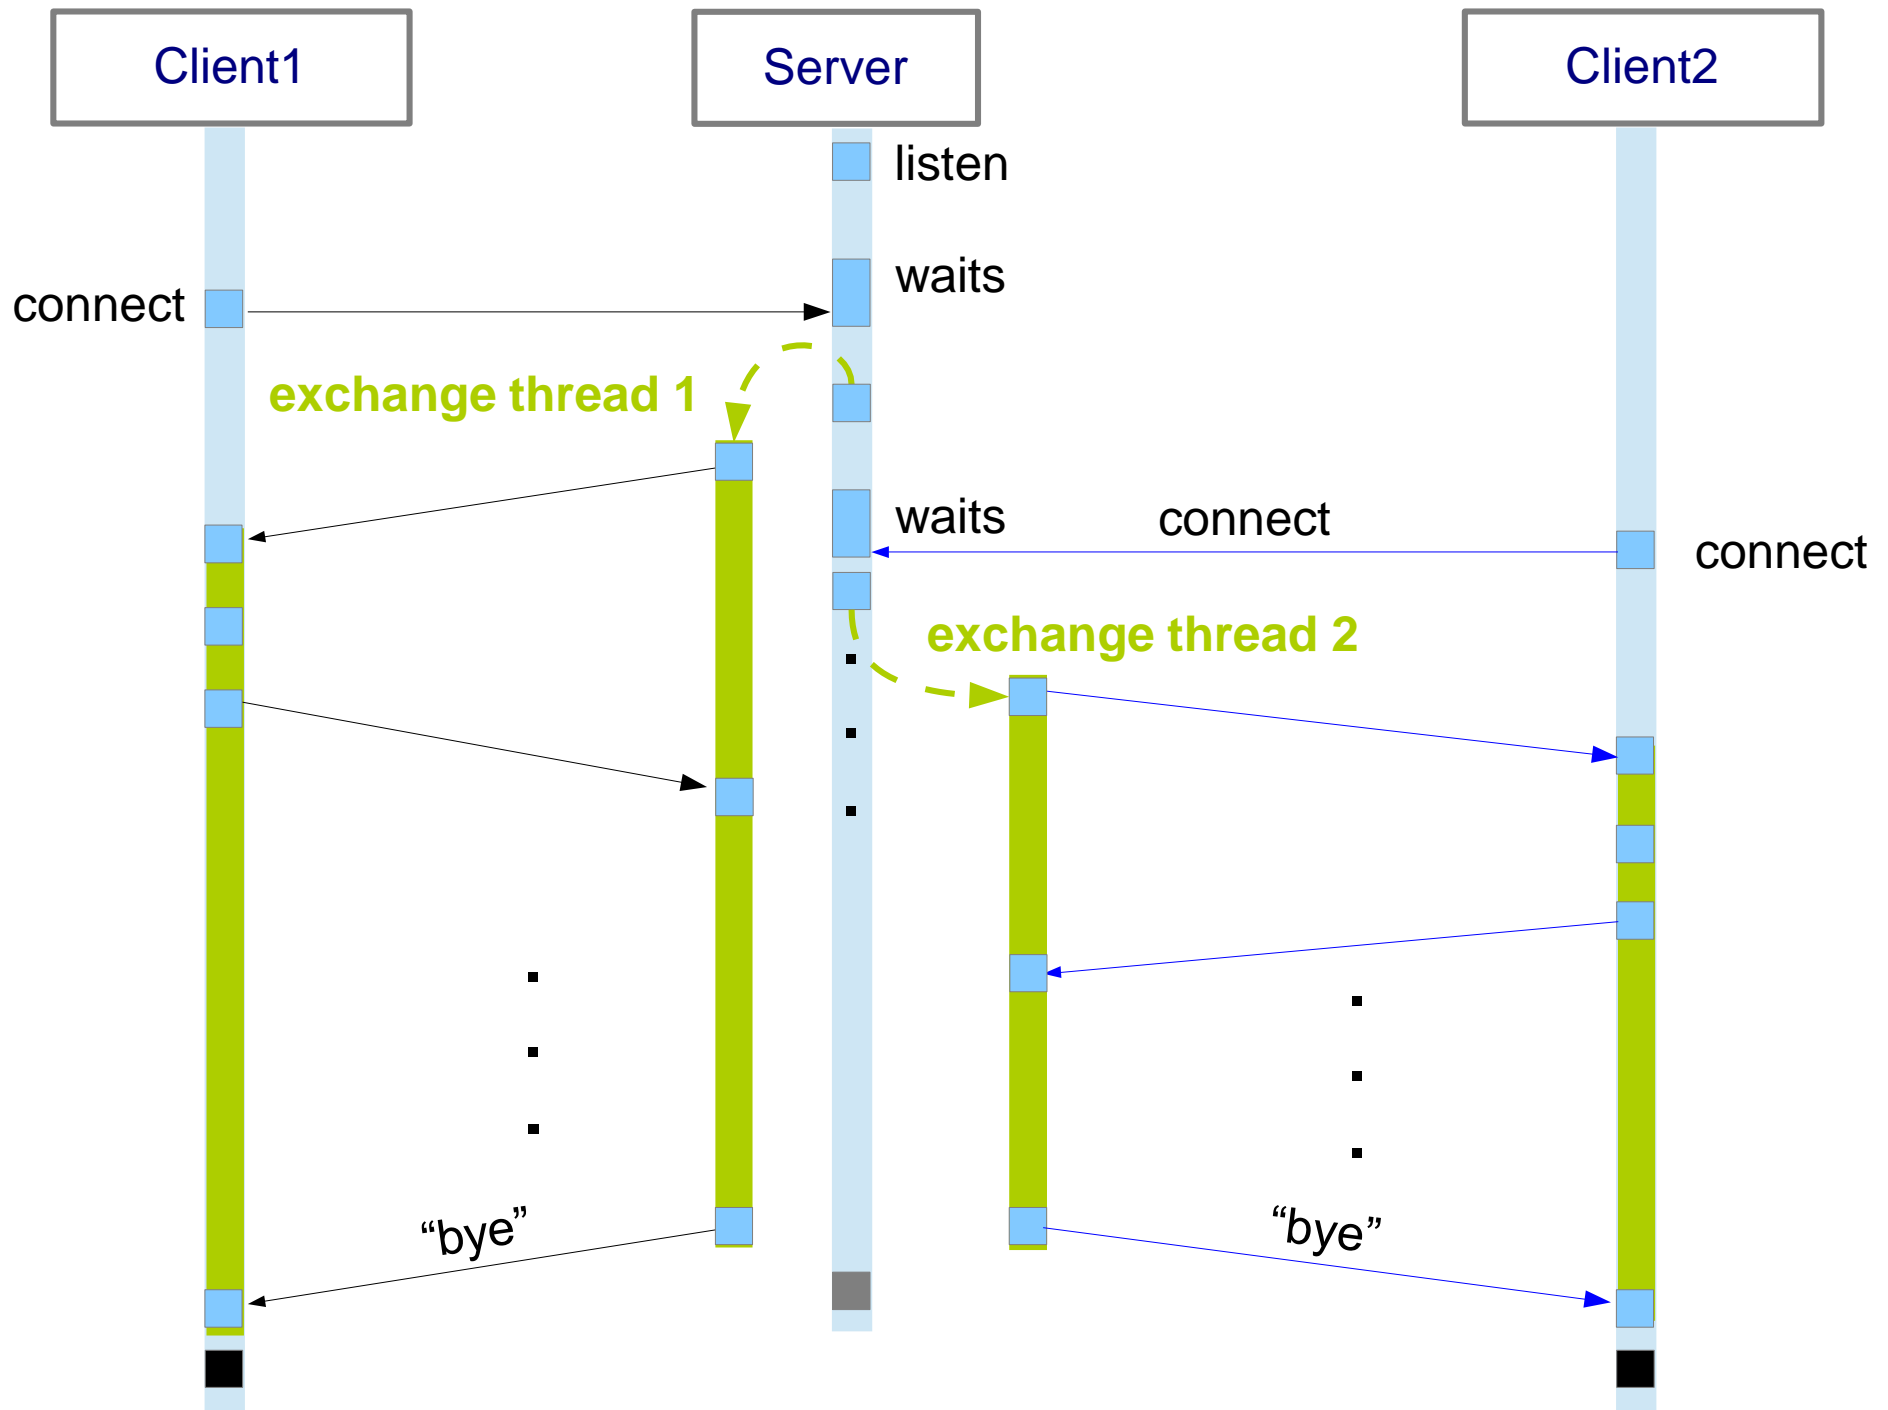 Client1
Server
Client2
listen
waits
connect
exchange thread 1
waits
connect
connect
exchange thread 2
“bye”
“bye”